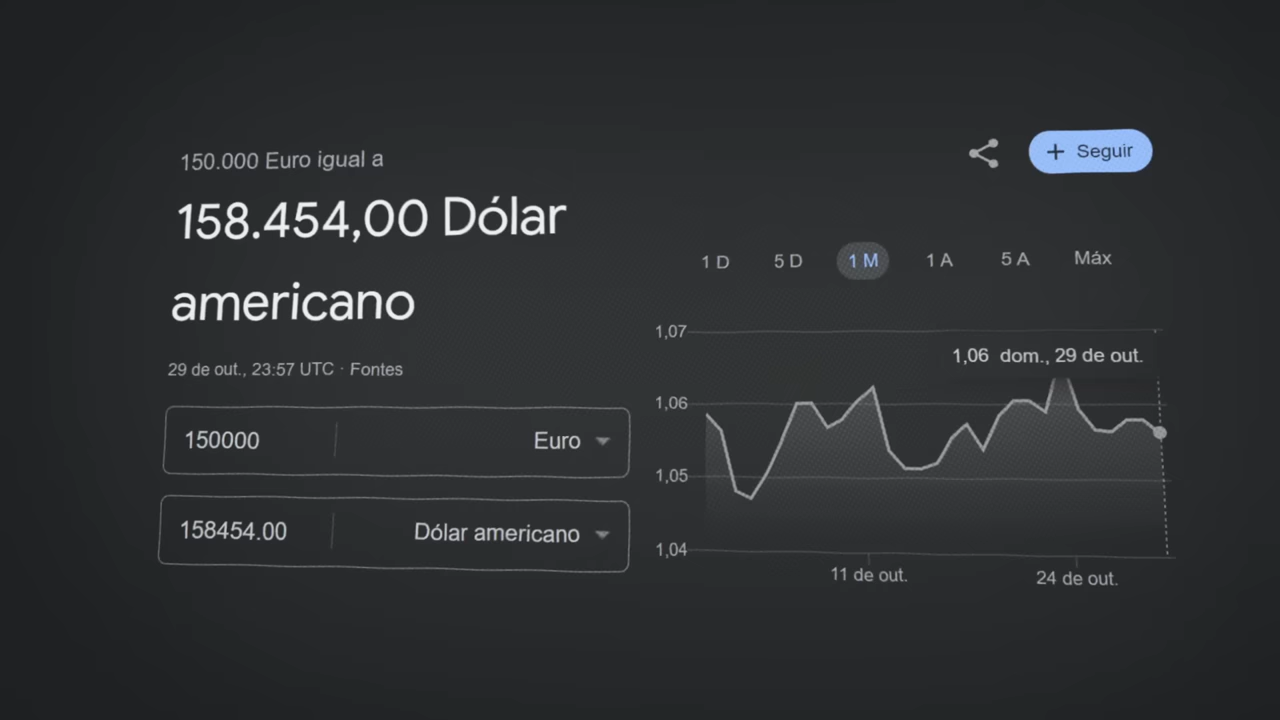 150.000 Euro igual a
158.454,00 Dólar
americano
29 de out., 23:57 UTC · Fontes
150000 Euro
158454.00 Dólar americano
+ Seguir
1 D 5 D 1 M 1 A 5 A Máx
1,07
1,06 dom., 29 de out.
1,06
1,05
1,04
11 de out. 24 de out.